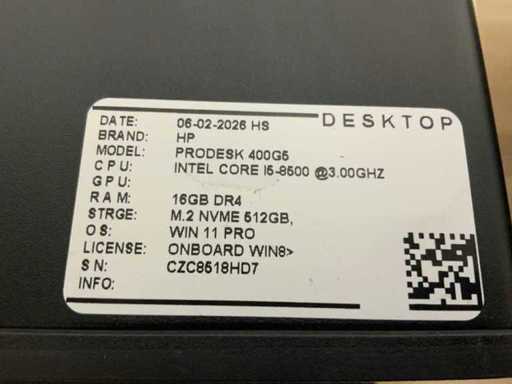 DESKTOP
DATE: 06-02-2026 HS
BRAND: HP
MODEL: PRODESK 400G5
CPU: INTEL CORE I5-8500 @3.00GHZ
GPU:
RAM: 16GB DR4
STRGE: M.2 NVME 512GB,
OS: WIN 11 PRO
LICENSE: ONBOARD WIN8>
SN: CZC8518HD7
INFO: